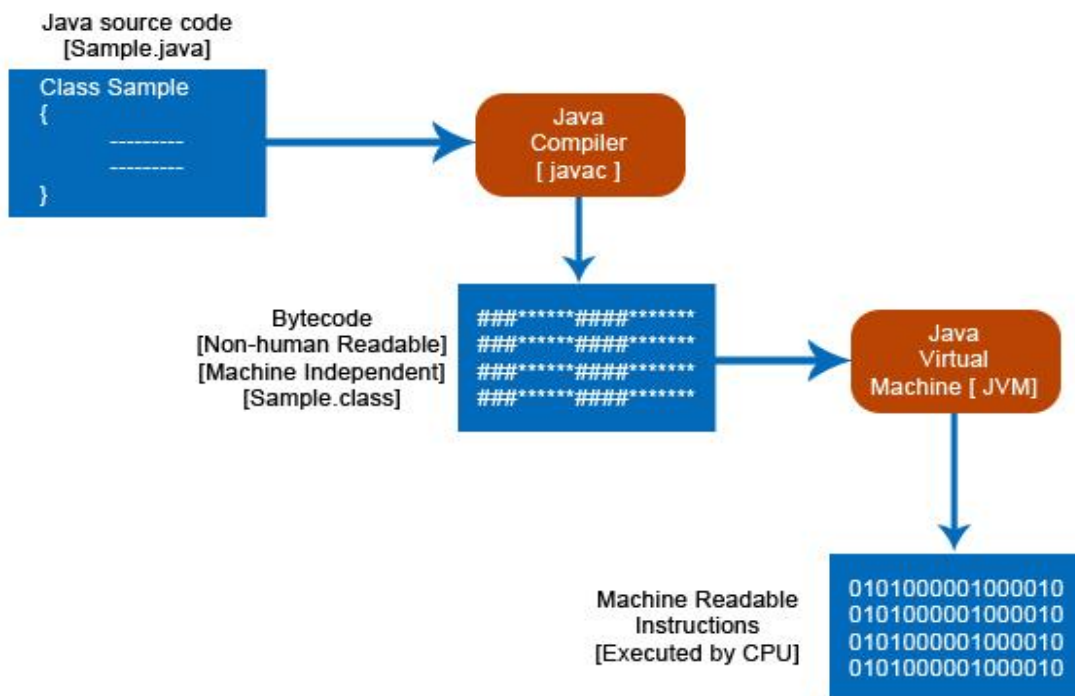 Java source code
[Sample.java]
Class Sample
{
---------
---------
}
Java
Compiler
[ javac ]
Bytecode
[Non-human Readable]
[Machine Independent]
[Sample.class]
###******####*******
###******####*******
###******####*******
###******####*******
Java
Virtual
Machine [ JVM]
Machine Readable
Instructions
[Executed by CPU]
0101000001000010
0101000001000010
0101000001000010
0101000001000010